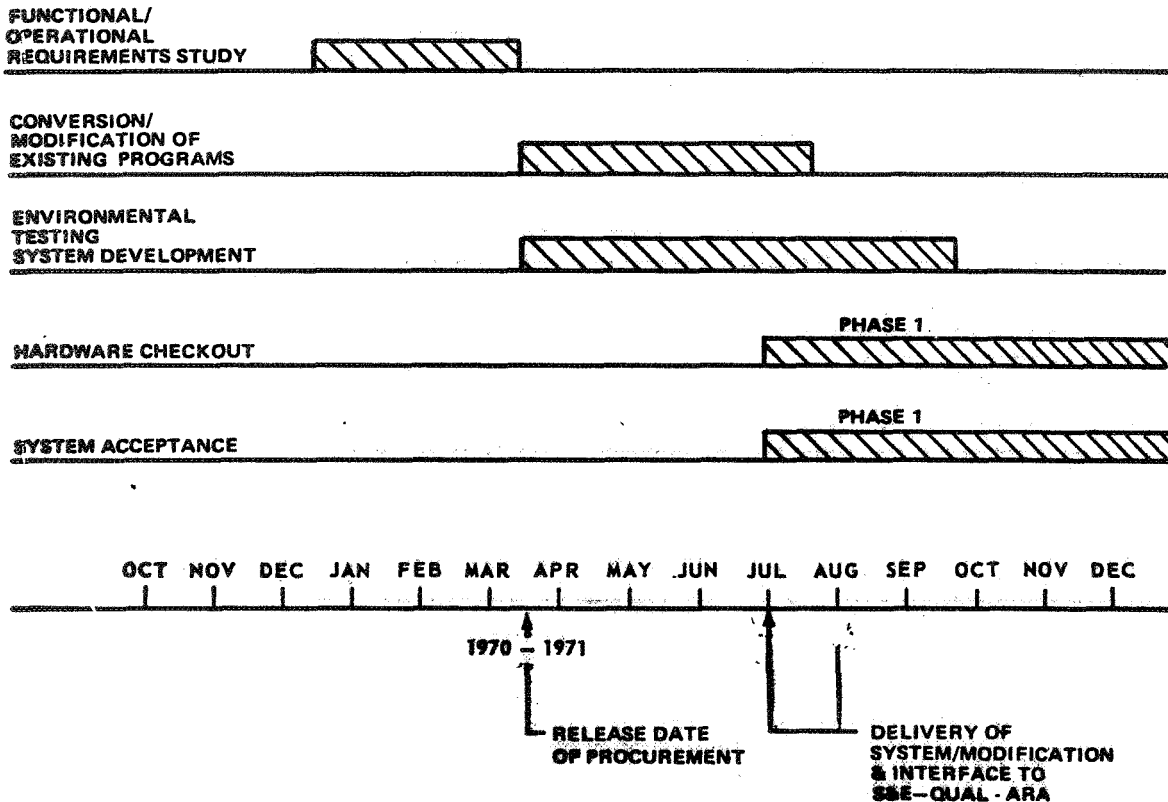 FUNCTIONAL/
OPERATIONAL
REQUIREMENTS STUDY
CONVERSION/
MODIFICATION OF
EXISTING PROGRAMS
ENVIRONMENTAL
TESTING
SYSTEM DEVELOPMENT
PHASE 1
HARDWARE CHECKOUT
PHASE 1
SYSTEM ACCEPTANCE
OCT NOV DEC JAN FEB MAR APR MAY JUN JUL AUG SEP OCT NOV DEC
1970 – 1971
RELEASE DATE
OF PROCUREMENT
DELIVERY OF
SYSTEM/MODIFICATION
& INTERFACE TO
S&E–QUAL - ARA